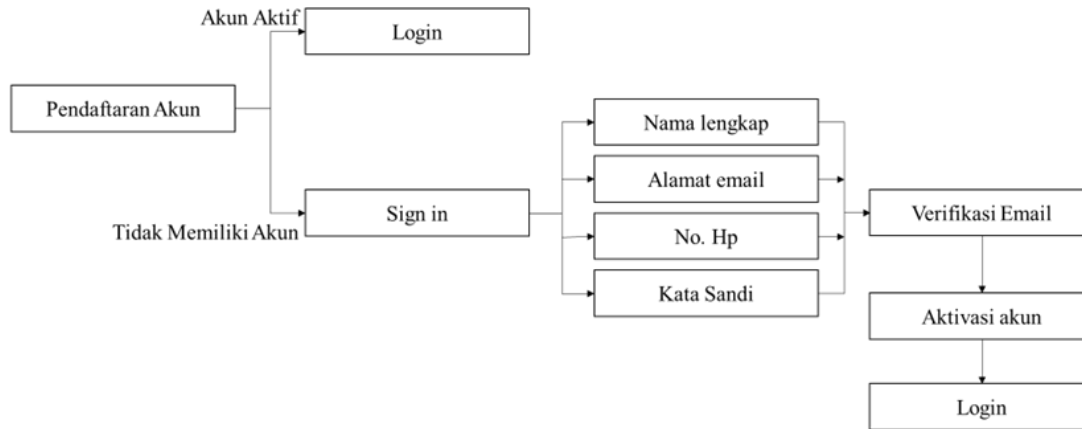 Akun Aktif
Login
Pendaftaran Akun
Nama lengkap
Alamat email
Sign in
Verifikasi Email
Tidak Memiliki Akun
No. Hp
Kata Sandi
Aktivasi akun
Login